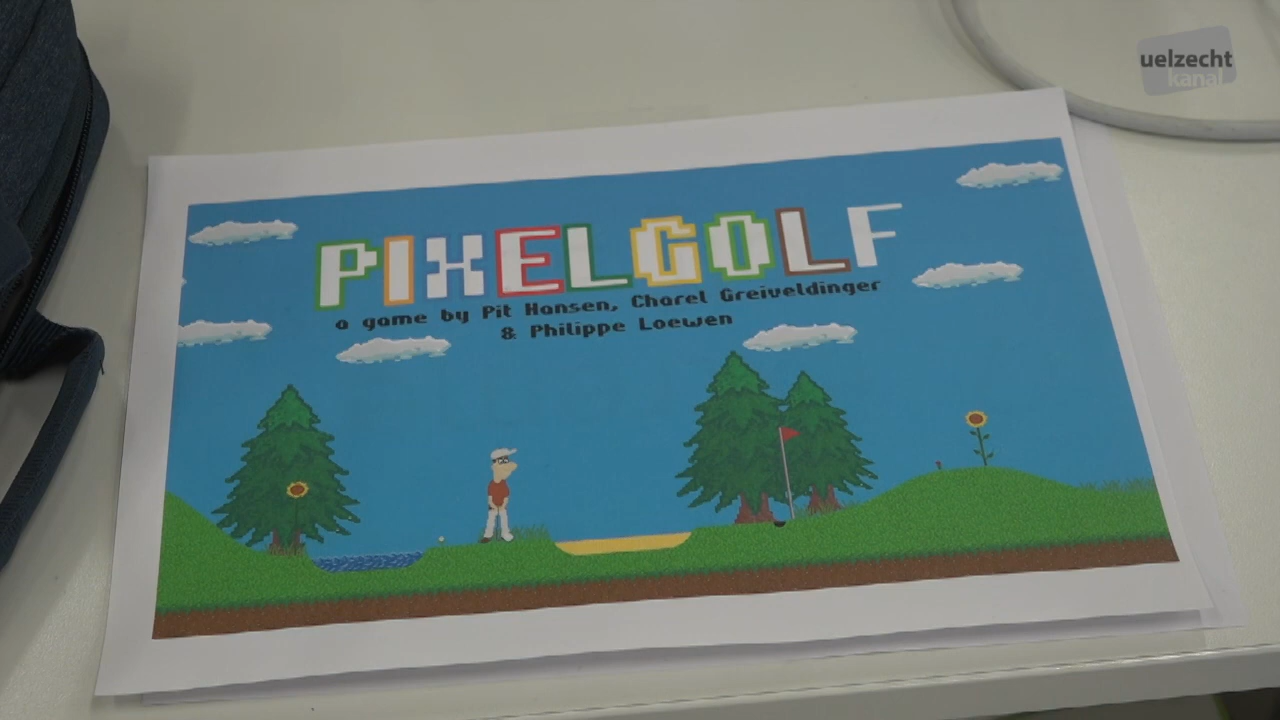 uelzecht
kanal
PIXELGOLF
a game by Pit Hansen, Charel Greiveldinger
& Philippe Loewen